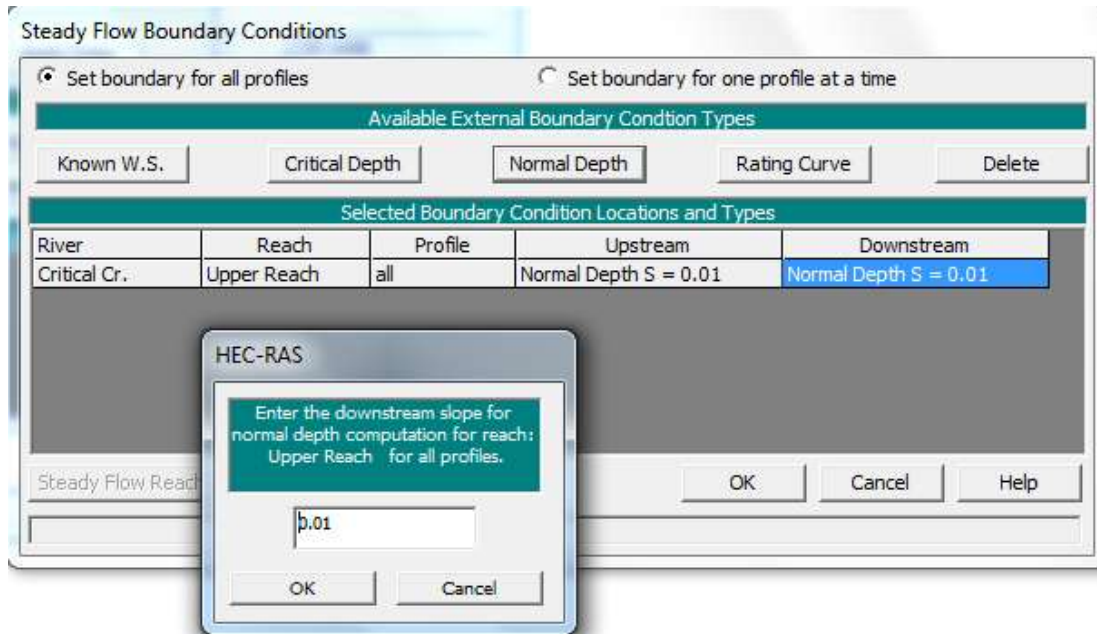 Steady Flow Boundary Conditions
Set boundary for all profiles Set boundary for one profile at a time
Available External Boundary Condtion Types
Known W.S. Critical Depth Normal Depth Rating Curve Delete
Selected Boundary Condition Locations and Types
River Reach Profile Upstream Downstream
Critical Cr. Upper Reach all Normal Depth S = 0.01 Normal Depth S = 0.01
HEC-RAS
Enter the downstream slope for
normal depth computation for reach:
Upper Reach for all profiles.
Steady Flow Reach OK Cancel Help
0.01
OK Cancel